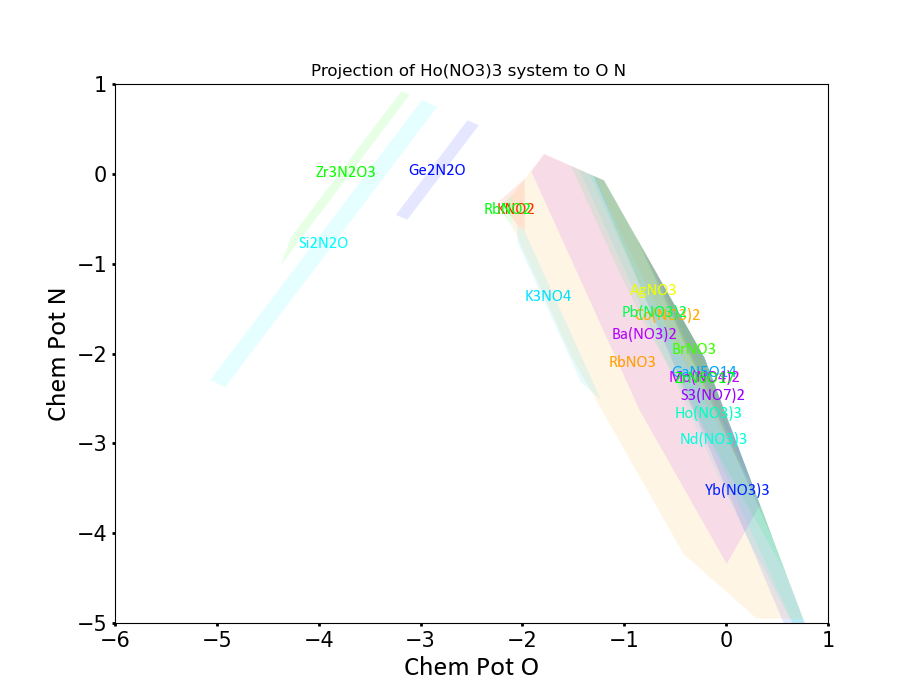 Projection of Ho(NO3)3 system to O N
Chem Pot N
1
0
−1
−2
−3
−4
−5
Zr3N2O3
Ge2N2O
KNO2
Si2N2O
K3NO4
AgNO3
Pb(NO3)2
Ba(NO3)2
BrNO3
RbNO3
GaN5O14
S3(NO7)2
Ho(NO3)3
Nd(NO3)3
Yb(NO3)3
−6
−5
−4
−3
−2
−1
0
1
Chem Pot O